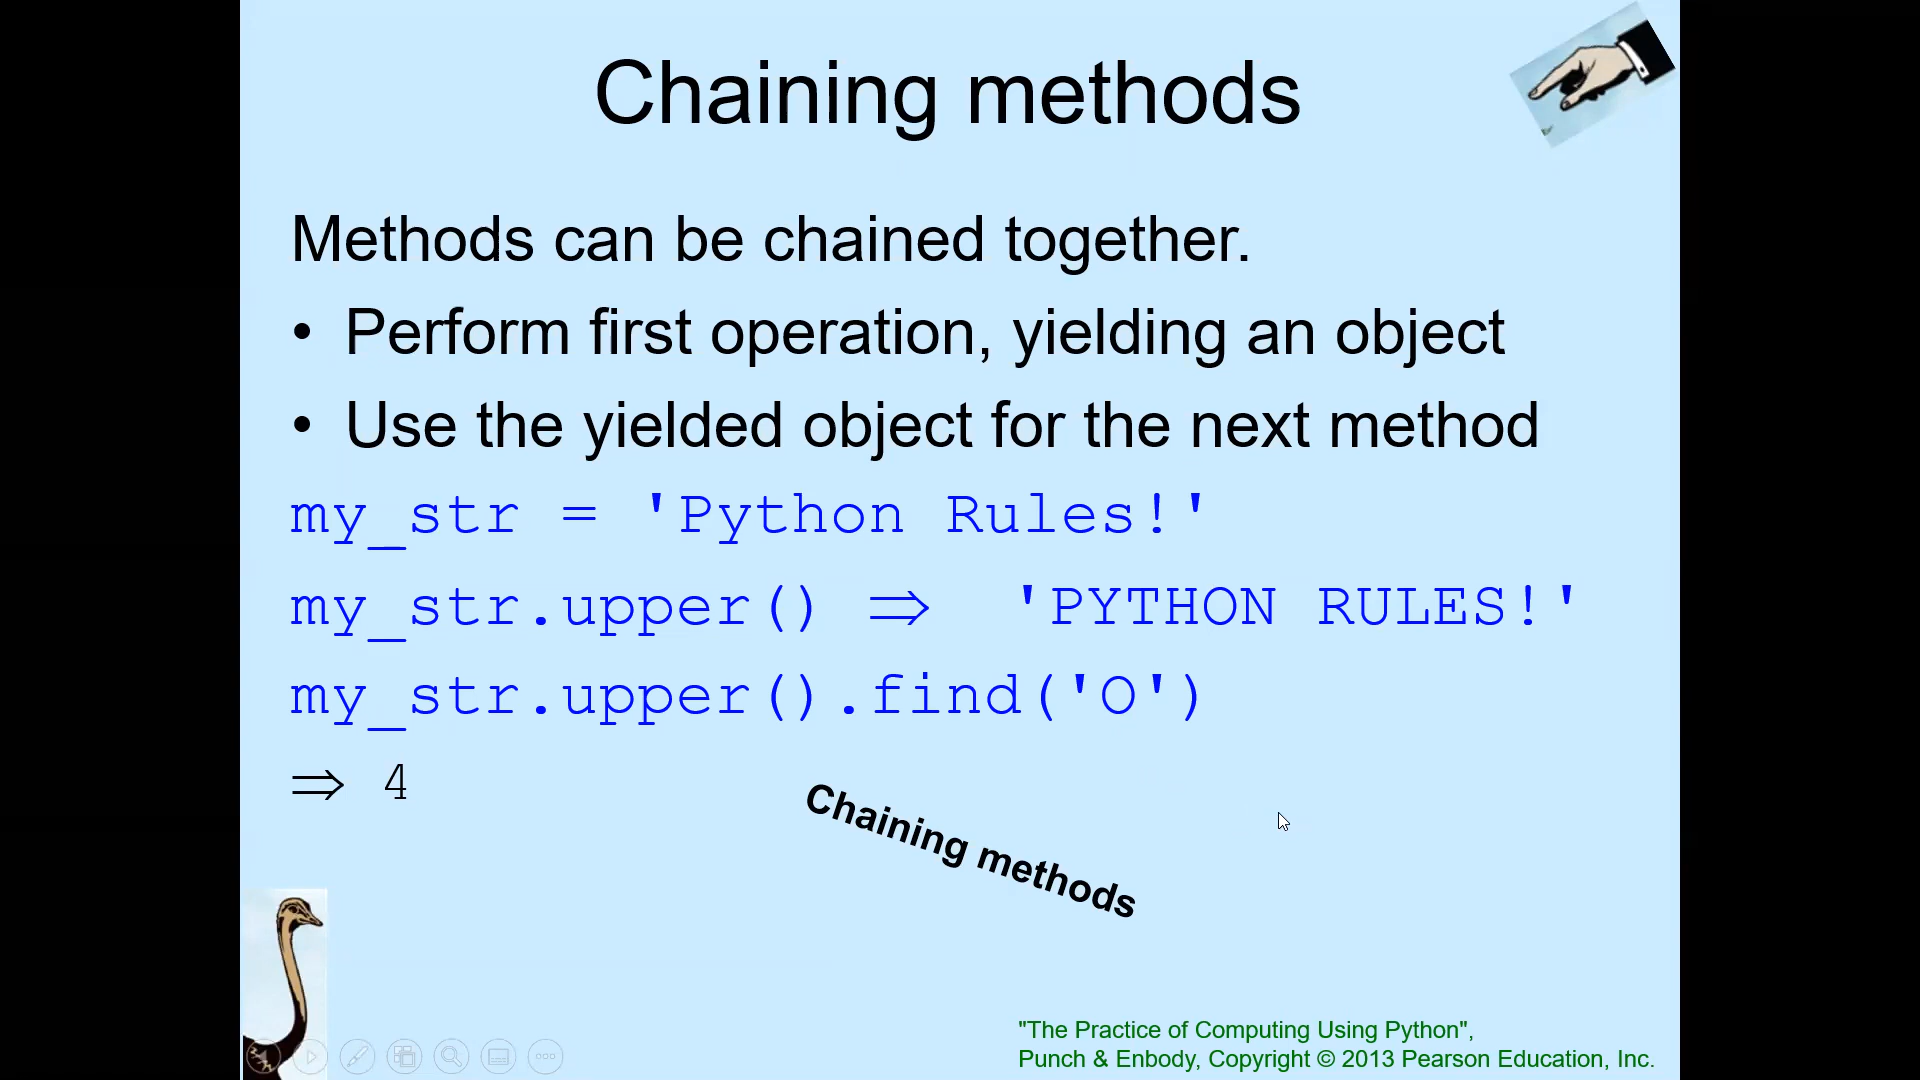 Chaining methods
Methods can be chained together.
• Perform first operation, yielding an object
• Use the yielded object for the next method
my_str = 'Python Rules!'
my_str.upper() ⇒ 'PYTHON RULES!'
my_str.upper().find('O')
⇒ 4
Chaining methods
"The Practice of Computing Using Python",
Punch & Enbody, Copyright © 2013 Pearson Education, Inc.